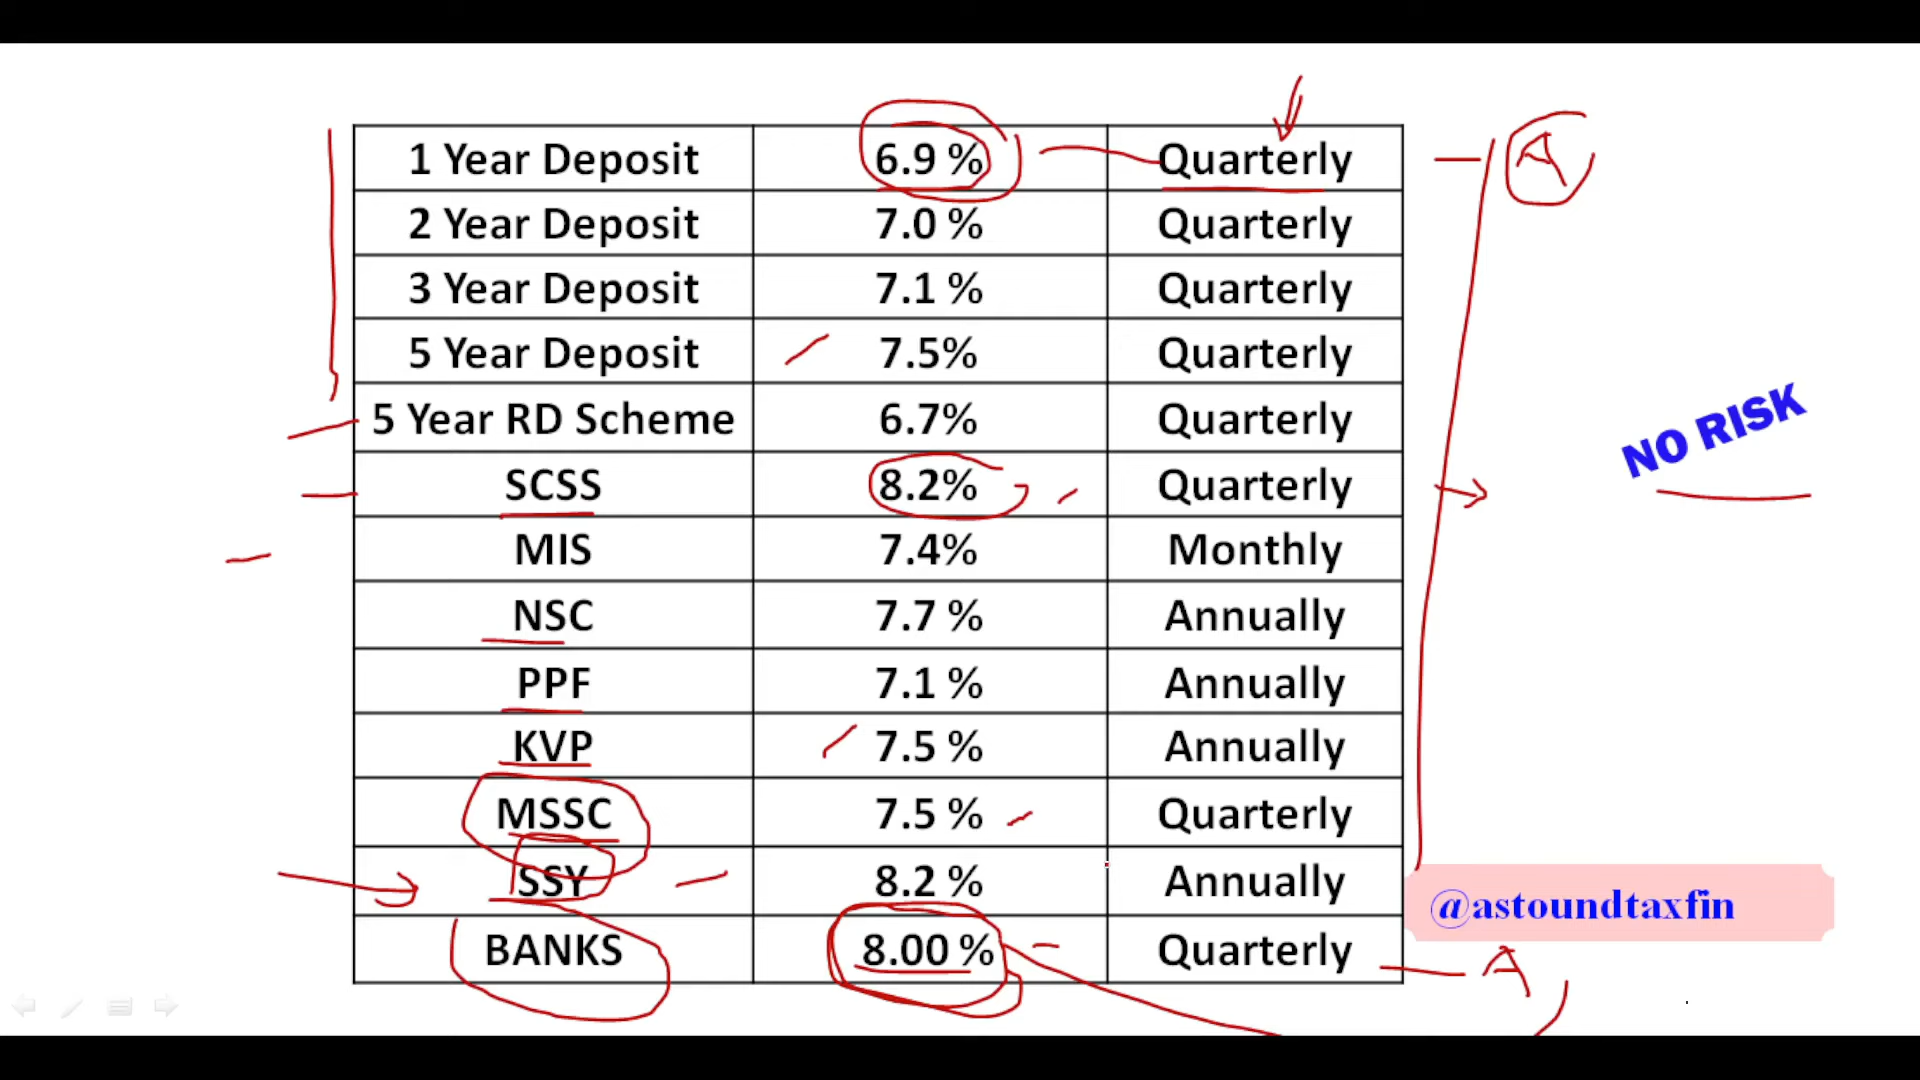 1 Year Deposit 6.9 % Quarterly A
2 Year Deposit 7.0 % Quarterly
3 Year Deposit 7.1 % Quarterly
5 Year Deposit 7.5% Quarterly
5 Year RD Scheme 6.7% Quarterly
NO RISK
SCSS 8.2% Quarterly
MIS 7.4% Monthly
NSC 7.7 % Annually
PPF 7.1 % Annually
KVP 7.5 % Annually
MSSC 7.5 % Quarterly
SSY 8.2 % Annually
@astoundtaxfin
BANKS 8.00 % Quarterly A